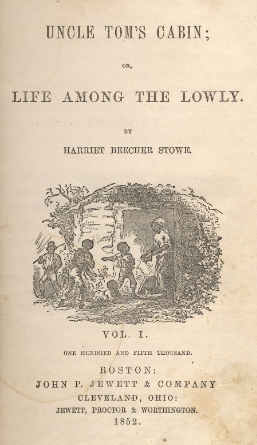 UNCLE TOM'S CABIN;
OR,
LIFE AMONG THE LOWLY.
BY
HARRIET BEECHER STOWE.
VOL. I.
ONE HUNDRED AND FIFTH THOUSAND.
BOSTON:
JOHN P. JEWETT & COMPANY
CLEVELAND, OHIO:
JEWETT, PROCTOR & WORTHINGTON.
1852.